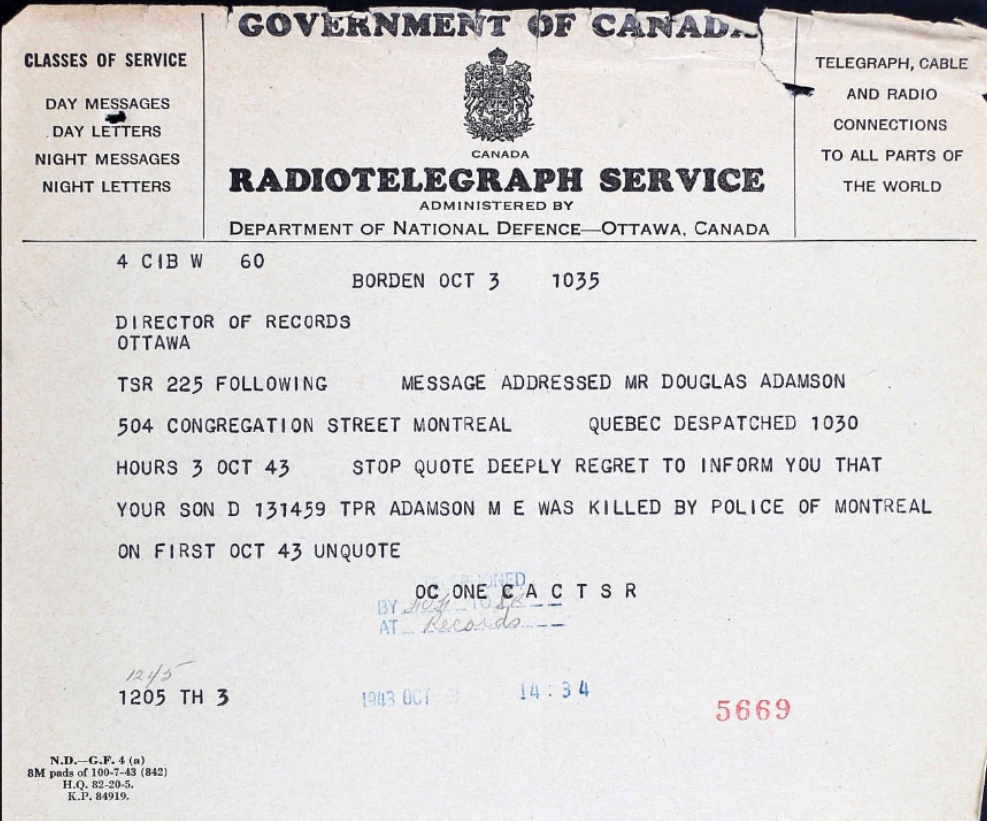 GOVERNMENT OF CANADA
CLASSES OF SERVICE
DAY MESSAGES
DAY LETTERS
NIGHT MESSAGES
NIGHT LETTERS
CANADA
RADIOTELEGRAPH SERVICE
ADMINISTERED BY
DEPARTMENT OF NATIONAL DEFENCE—OTTAWA, CANADA
TELEGRAPH, CABLE
AND RADIO
CONNECTIONS
TO ALL PARTS OF
THE WORLD
4 CIB W 60
BORDEN OCT 3 1035
DIRECTOR OF RECORDS
OTTAWA
TSR 225 FOLLOWING MESSAGE ADDRESSED MR DOUGLAS ADAMSON
504 CONGREGATION STREET MONTREAL QUEBEC DESPATCHED 1030
HOURS 3 OCT 43 STOP QUOTE DEEPLY REGRET TO INFORM YOU THAT
YOUR SON D 131459 TPR ADAMSON M E WAS KILLED BY POLICE OF MONTREAL
ON FIRST OCT 43 UNQUOTE
OC ONE C A C T S R
BY TO
AT Records
1245
1205 TH 3
1943 OCT 14:34
5669
N.D.—G.F. 4 (a)
8M pads of 100-7-43 (842)
H.Q. 82-20-5.
K.P. 84919.